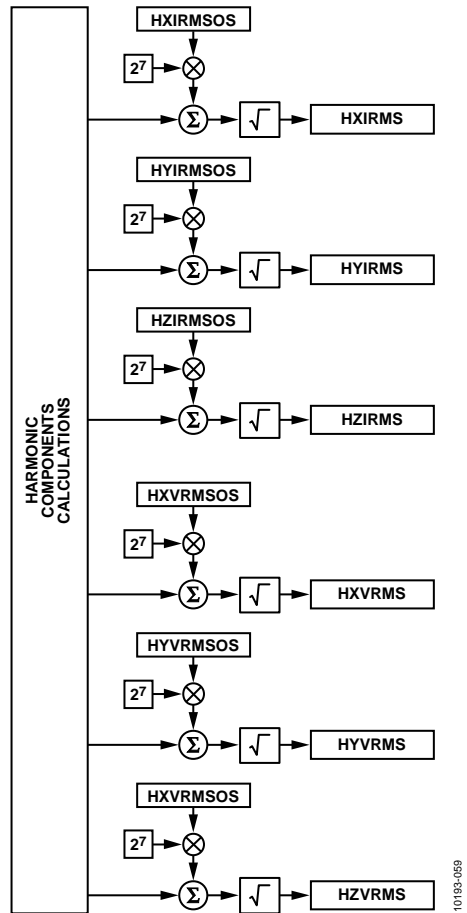 HXIRMSOS
2⁷
Σ
√
HXIRMS
HYIRMSOS
2⁷
Σ
√
HYIRMS
HZIRMSOS
2⁷
Σ
√
HZIRMS
HARMONIC
COMPONENTS
CALCULATIONS
HXVRMSOS
2⁷
Σ
√
HXVRMS
HYVRMSOS
2⁷
Σ
√
HYVRMS
HXVRMSOS
2⁷
Σ
√
HZVRMS
10193-059